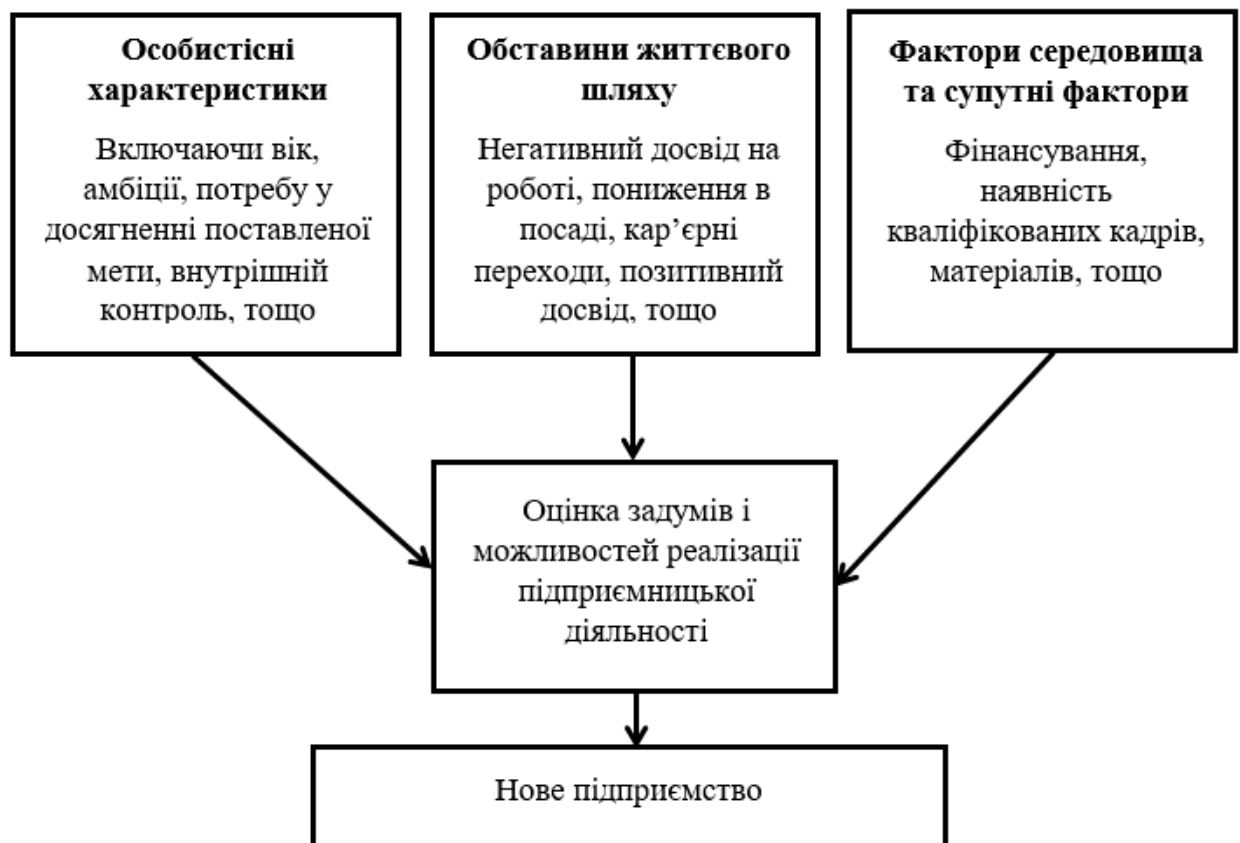 Особистісні
характеристики
Включаючи вік,
амбіції, потребу у
досягненні поставленої
мети, внутрішній
контроль, тощо
Обставини життєвого
шляху
Негативний досвід на
роботі, пониження в
посаді, кар’єрні
переходи, позитивний
досвід, тощо
Фактори середовища
та супутні фактори
Фінансування,
наявність
кваліфікованих кадрів,
матеріалів, тощо
Оцінка задумів і
можливостей реалізації
підприємницької
діяльності
Нове підприємство